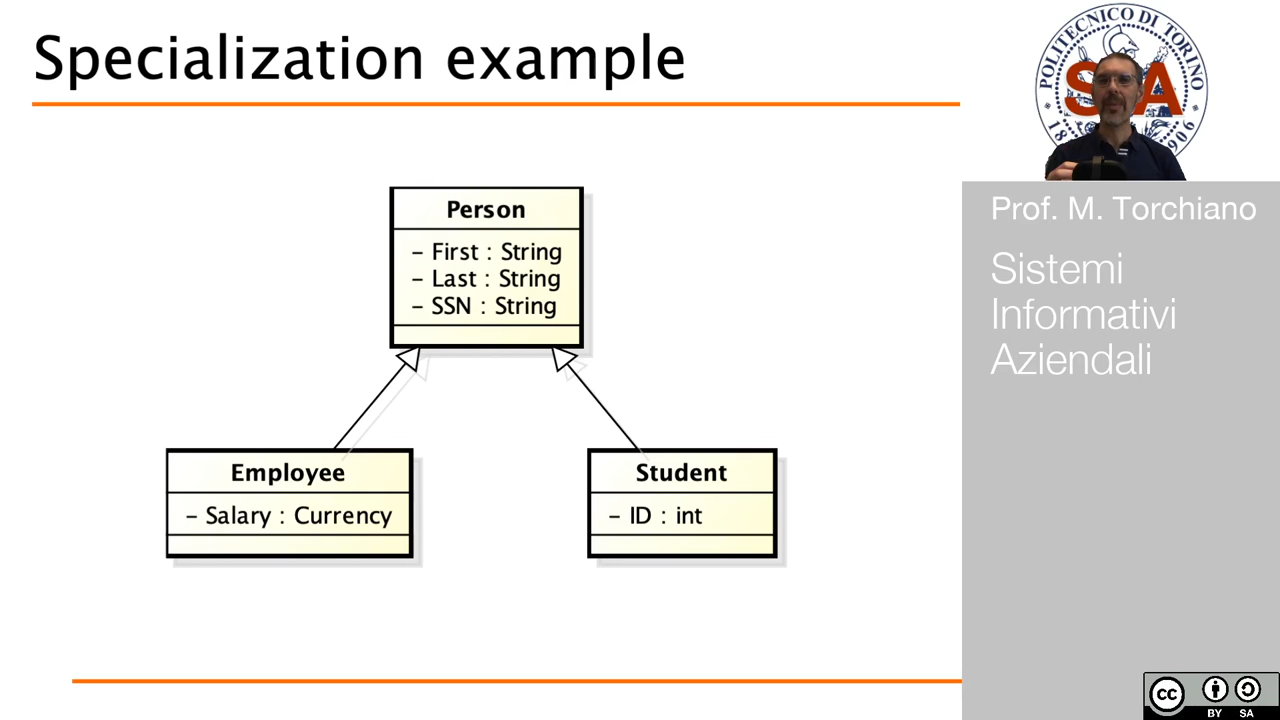 Specialization example
Person
– First : String
– Last : String
– SSN : String
Employee
– Salary : Currency
Student
– ID : int
POLITECNICO DI TORINO
Prof. M. Torchiano
Sistemi
Informativi
Aziendali
cc
BY SA